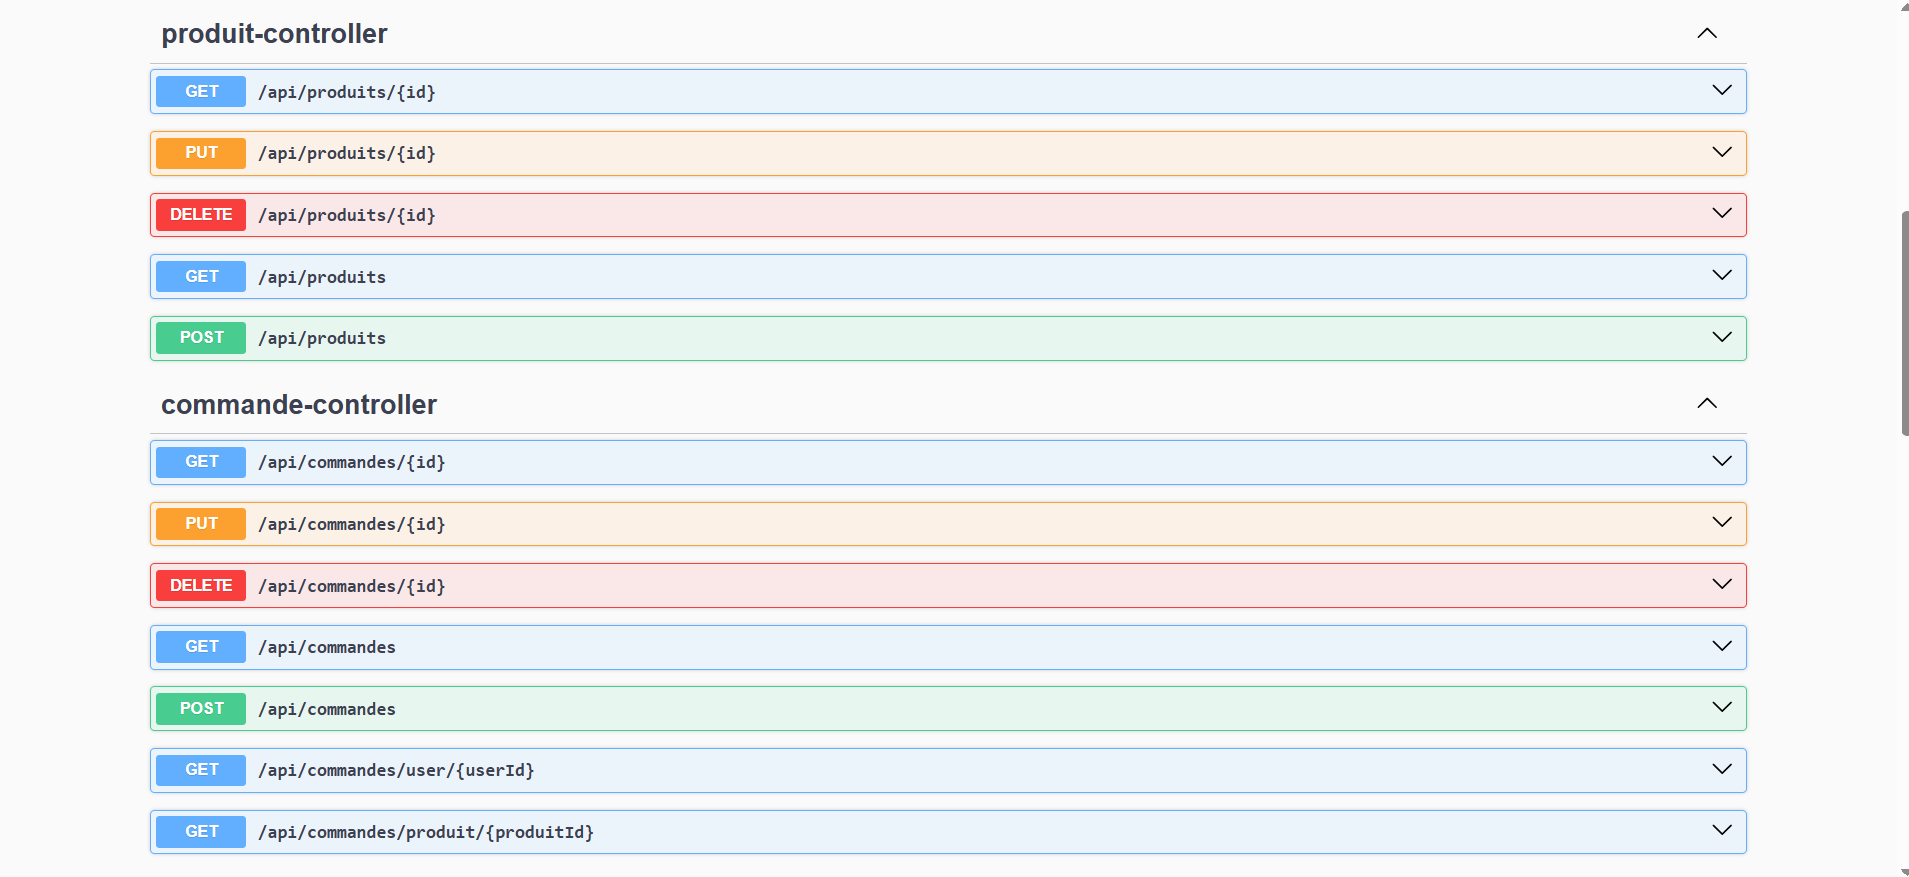 produit-controller
GET /api/produits/{id}
PUT /api/produits/{id}
DELETE /api/produits/{id}
GET /api/produits
POST /api/produits
commande-controller
GET /api/commandes/{id}
PUT /api/commandes/{id}
DELETE /api/commandes/{id}
GET /api/commandes
POST /api/commandes
GET /api/commandes/user/{userId}
GET /api/commandes/produit/{produitId}